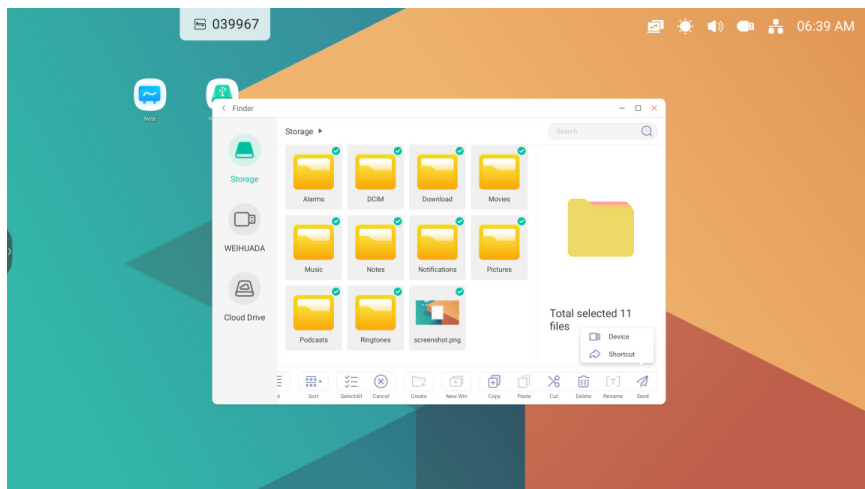 039967
06:39 AM
Note
Finder
Storage
Search
Storage
WEIHUADA
Cloud Drive
Alarms
DCIM
Download
Movies
Music
Notes
Notifications
Pictures
Podcasts
Ringtones
screenshot.png
Total selected 11
files
Device
Shortcut
Sort
SelectAll
Cancel
Create
New Win
Copy
Paste
Cut
Delete
Rename
Send